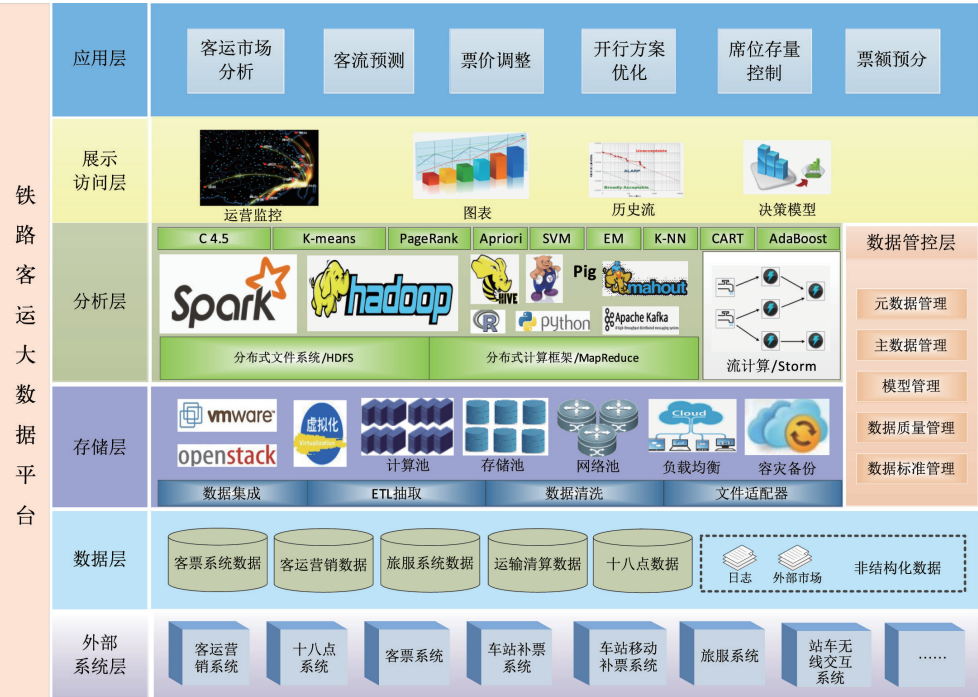 铁路客运大数据平台
应用层
客运市场
分析
客流预测
票价调整
开行方案
优化
席位存量
控制
票额预分
展示
访问层
运营监控
图表
Unacceptable
ALARP
Broadly Acceptable
历史流
决策模型
分析层
C 4.5
K-means
PageRank
Apriori
SVM
EM
K-NN
CART
AdaBoost
Spark
hadoop
HIVE
Pig
mahout
R
python
Apache Kafka
A high-throughput distributed messaging system
分布式文件系统/HDFS
分布式计算框架/MapReduce
流计算/Storm
数据管控层
元数据管理
主数据管理
模型管理
数据质量管理
数据标准管理
存储层
vmware
openstack
虚拟化
Virtualization
计算池
存储池
网络池
Cloud
负载均衡
容灾备份
数据集成
ETL抽取
数据清洗
文件适配器
数据层
客票系统数据
客运营销数据
旅服系统数据
运输清算数据
十八点数据
日志
外部市场
非结构化数据
外部
系统层
客运营
销系统
十八点
系统
客票系统
车站补票
系统
车站移动
补票系统
旅服系统
站车无
线交互
系统
……